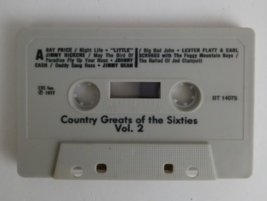 A
RAY PRICE / Night Life • "LITTLE" / Big Bad John • LESTER FLATT & EARL
JIMMY DICKENS / May The Bird Of SCRUGGS with The Foggy Mountain Boys /
Paradise Fly Up Your Nose • JOHNNY The Ballad Of Jed Clampett
CASH / Daddy Sang Bass • JIMMY DEAN
CBS Inc.
© 1977
BT 14076
Country Greats of the Sixties
Vol. 2